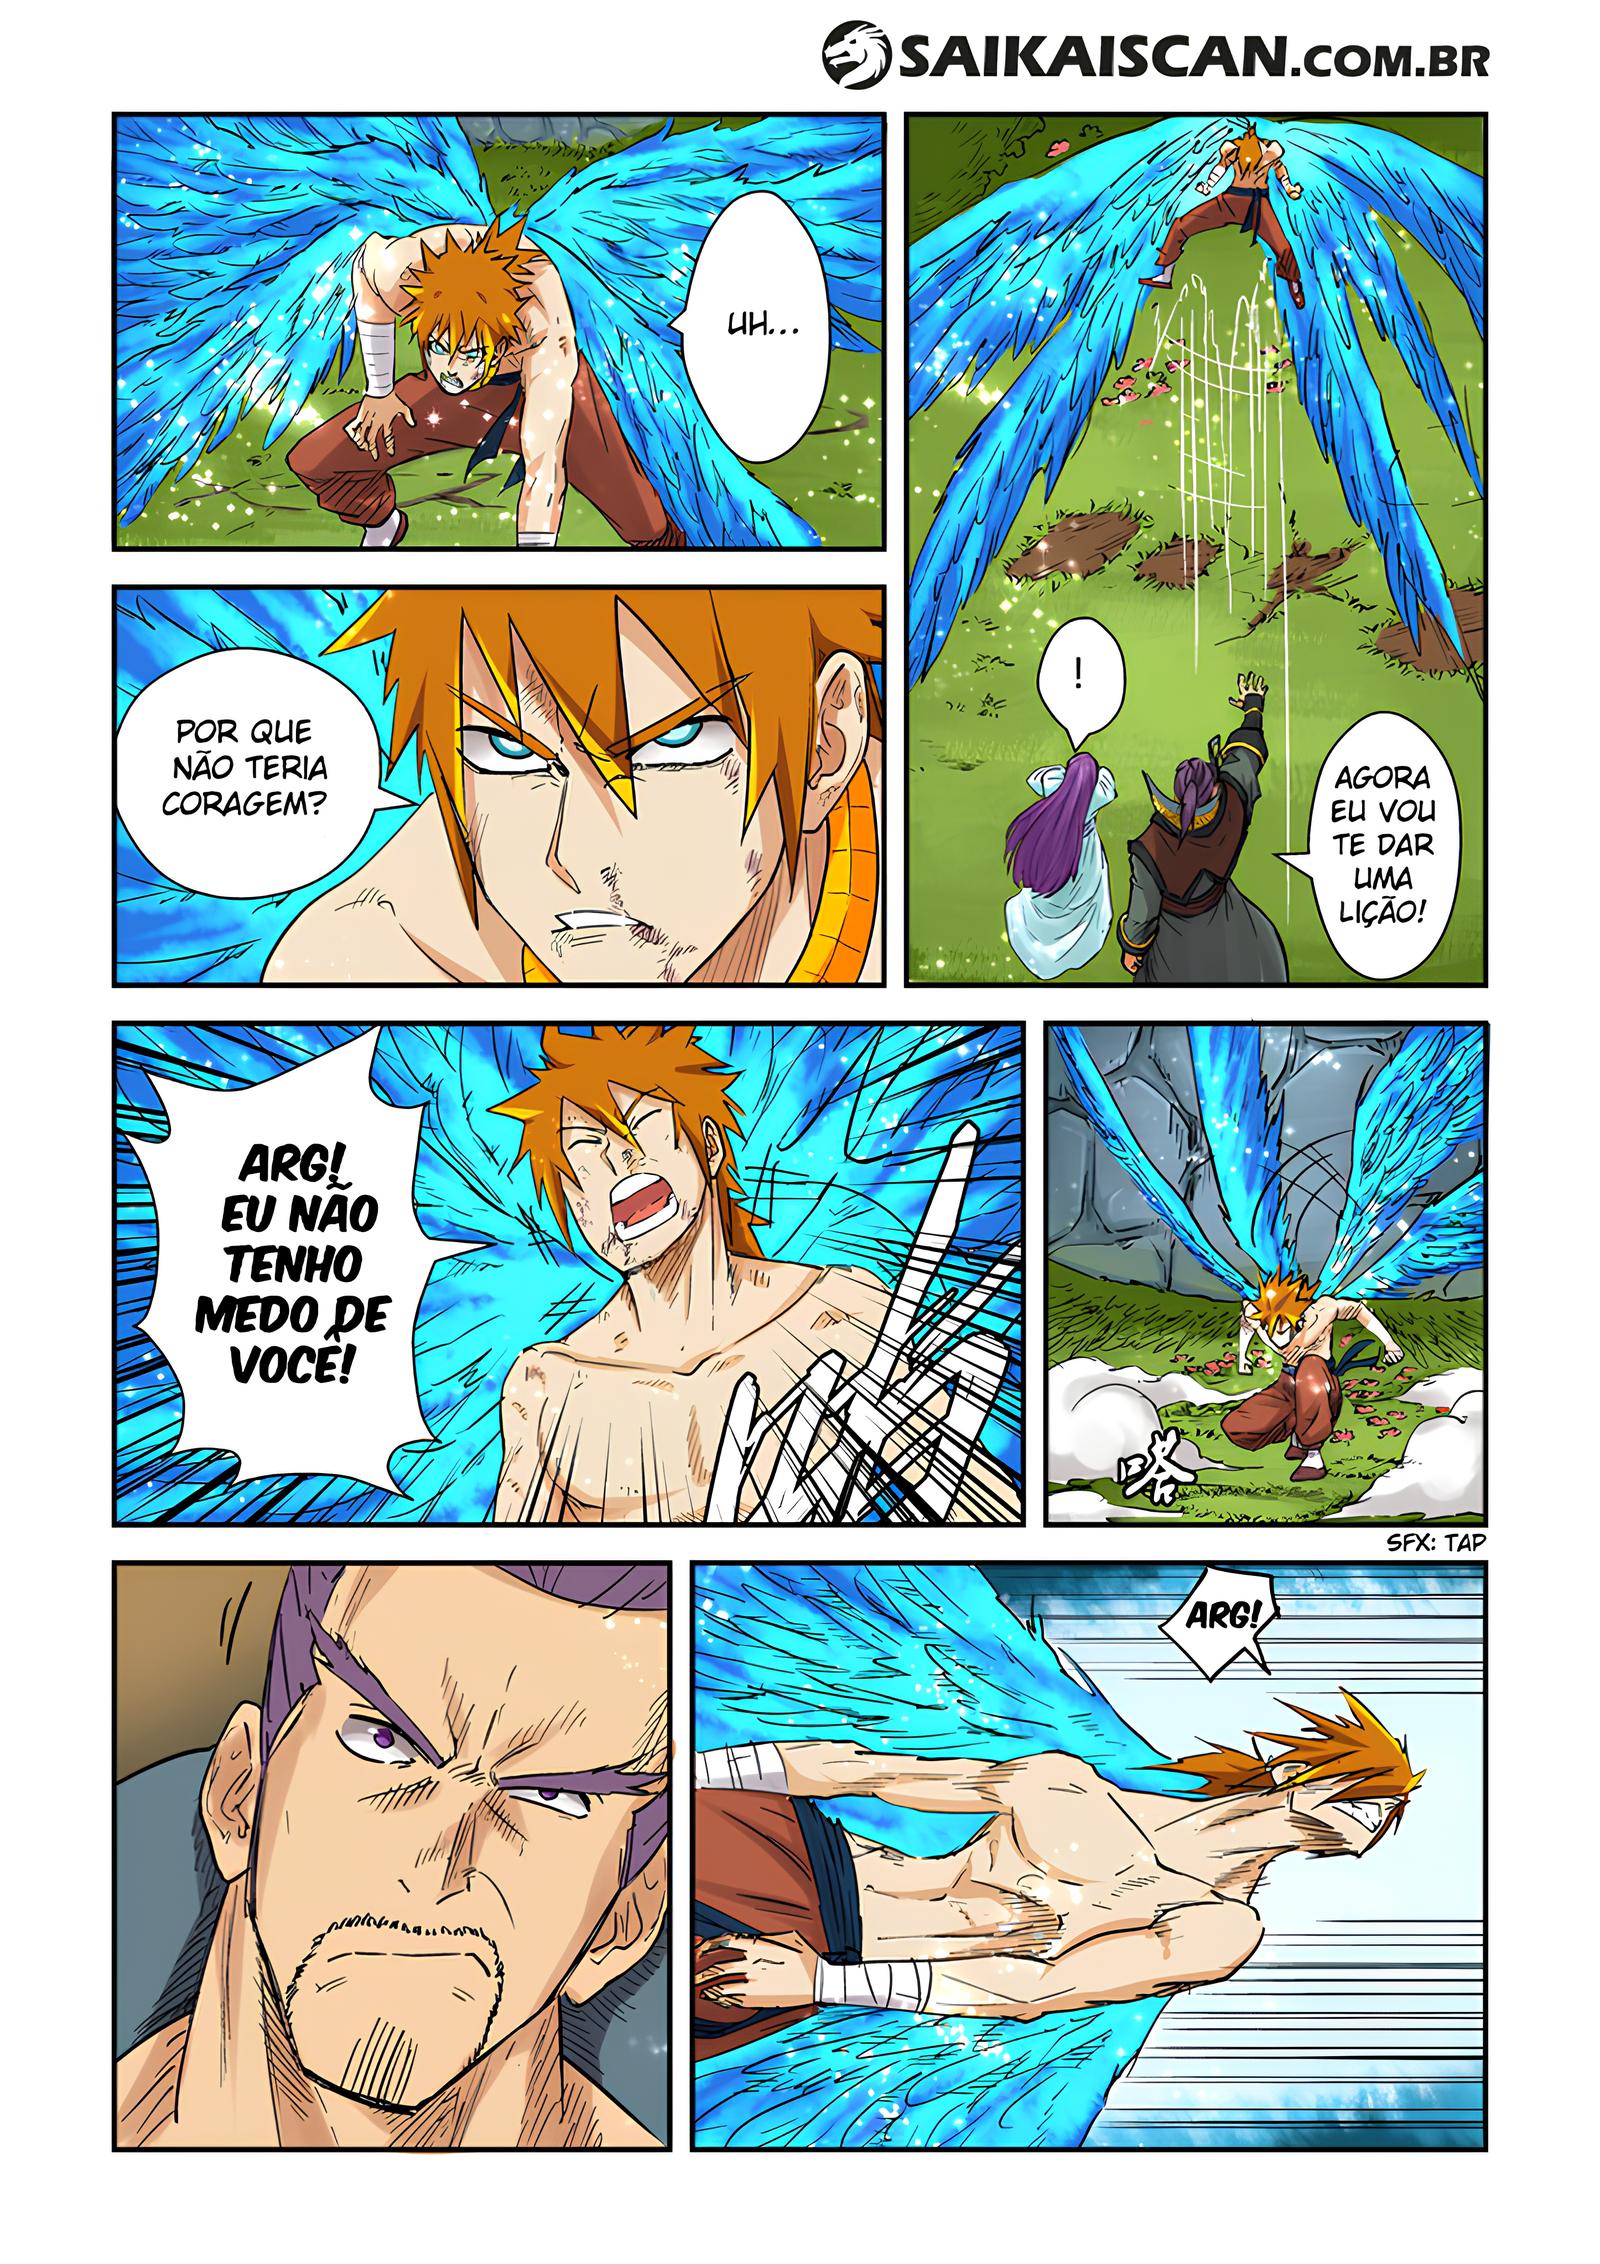 SAIKAISCAN.COM.BR
!
AGORA
EU VOU
TE DAR
UMA
LIÇÃO!
UH...
POR QUE
NÃO TERIA
CORAGEM?
嗒
SFX: TAP
ARG!
EU NÃO
TENHO
MEDO DE
VOCÊ!
ARG!